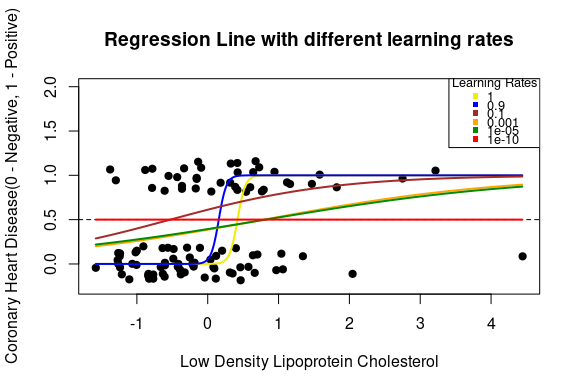 Regression Line with different learning rates
Coronary Heart Disease(0 - Negative, 1 - Positive)
2.0
1.5
1.0
0.5
0.0
Learning Rates
1
0.9
0.1
0.001
1e-05
1e-10
-1
0
1
2
3
4
Low Density Lipoprotein Cholesterol